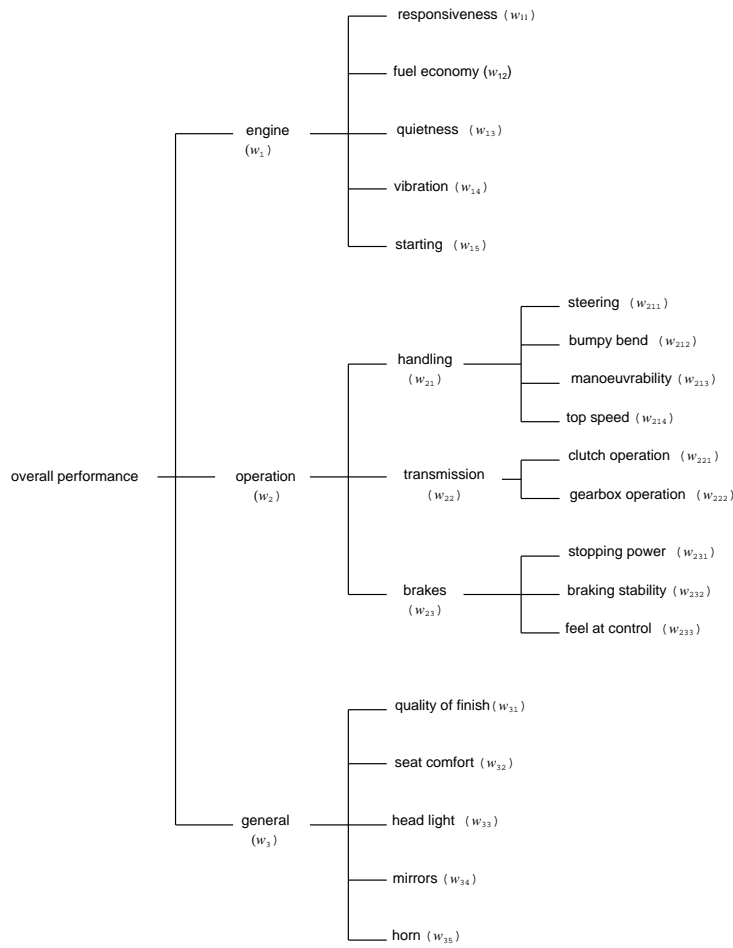 responsiveness (w₁₁)
fuel economy (w₁₂)
engine
(w₁)
quietness (w₁₃)
vibration (w₁₄)
starting (w₁₅)
overall performance
operation
(w₂)
handling
(w₂₁)
steering (w₂₁₁)
bumpy bend (w₂₁₂)
manoeuvrability (w₂₁₃)
top speed (w₂₁₄)
transmission
(w₂₂)
clutch operation (w₂₂₁)
gearbox operation (w₂₂₂)
brakes
(w₂₃)
stopping power (w₂₃₁)
braking stability (w₂₃₂)
feel at control (w₂₃₃)
general
(w₃)
quality of finish (w₃₁)
seat comfort (w₃₂)
head light (w₃₃)
mirrors (w₃₄)
horn (w₃₅)